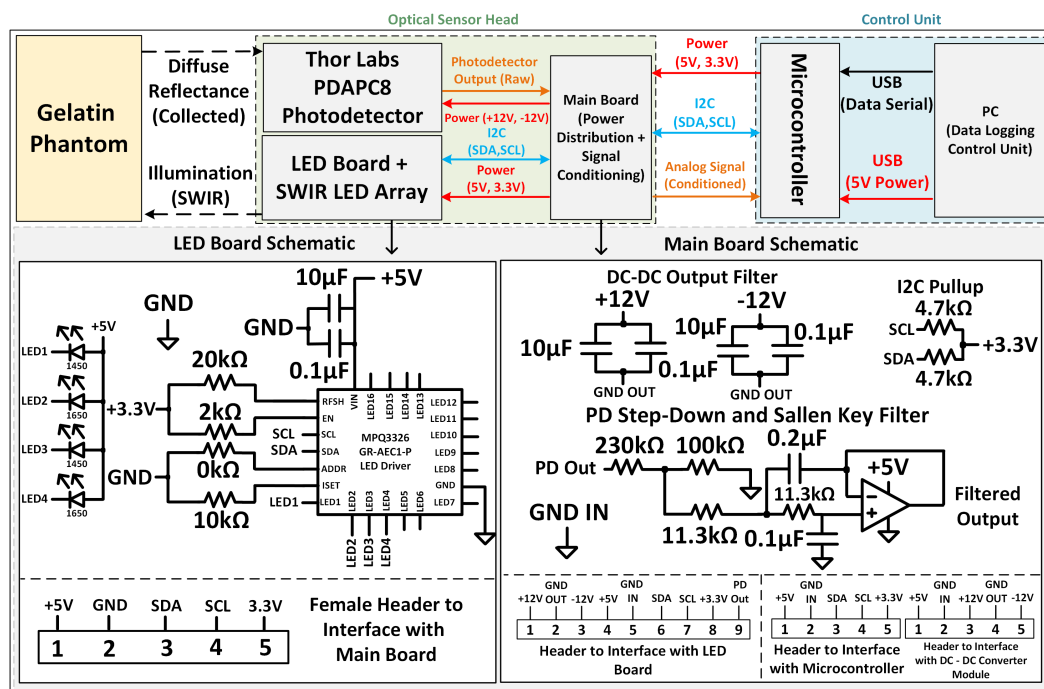 Optical Sensor Head
Control Unit
Gelatin
Phantom
Diffuse
Reflectance
(Collected)
Illumination
(SWIR)
Thor Labs
PDAPC8
Photodetector
LED Board +
SWIR LED Array
Photodetector
Output (Raw)
Power (+12V, -12V)
I2C
(SDA,SCL)
Power
(5V, 3.3V)
Main Board
(Power
Distribution +
Signal
Conditioning)
Power
(5V, 3.3V)
I2C
(SDA,SCL)
Analog Signal
(Conditioned)
Microcontroller
USB
(Data Serial)
USB
(5V Power)
PC
(Data Logging
Control Unit)
LED Board Schematic
Main Board Schematic
10µF
+5V
GND
GND
0.1µF
+5V
LED1
1450
LED2
1650
LED3
1450
LED4
1650
20kΩ
+3.3V
2kΩ
SCL
SDA
GND
0kΩ
10kΩ
LED1
RFSH
EN
SCL
SDA
ADDR
ISET
LED1
VIN
LED16
LED15
LED14
LED13
MPQ3326
GR-AEC1-P
LED Driver
LED12
LED11
LED10
LED9
LED8
GND
LED7
LED2
LED3
LED4
LED5
LED6
LED2
LED3
LED4
+5V GND SDA SCL 3.3V
1 2 3 4 5
Female Header to
Interface with
Main Board
DC-DC Output Filter
+12V
10µF
0.1µF
GND OUT
-12V
10µF
0.1µF
GND OUT
I2C Pullup
4.7kΩ
SCL
+3.3V
SDA
4.7kΩ
PD Step-Down and Sallen Key Filter
230kΩ
100kΩ
0.2µF
PD Out
+5V
11.3kΩ
−
+
Filtered
Output
GND IN
11.3kΩ
0.1µF
+12V GND OUT -12V +5V GND IN SDA SCL +3.3V PD Out
1 2 3 4 5 6 7 8 9
Header to Interface with LED
Board
+5V GND IN SDA SCL +3.3V
1 2 3 4 5
Header to Interface
with Microcontroller
+5V GND IN +12V GND OUT -12V
1 2 3 4 5
Header to Interface
with DC - DC Converter
Module